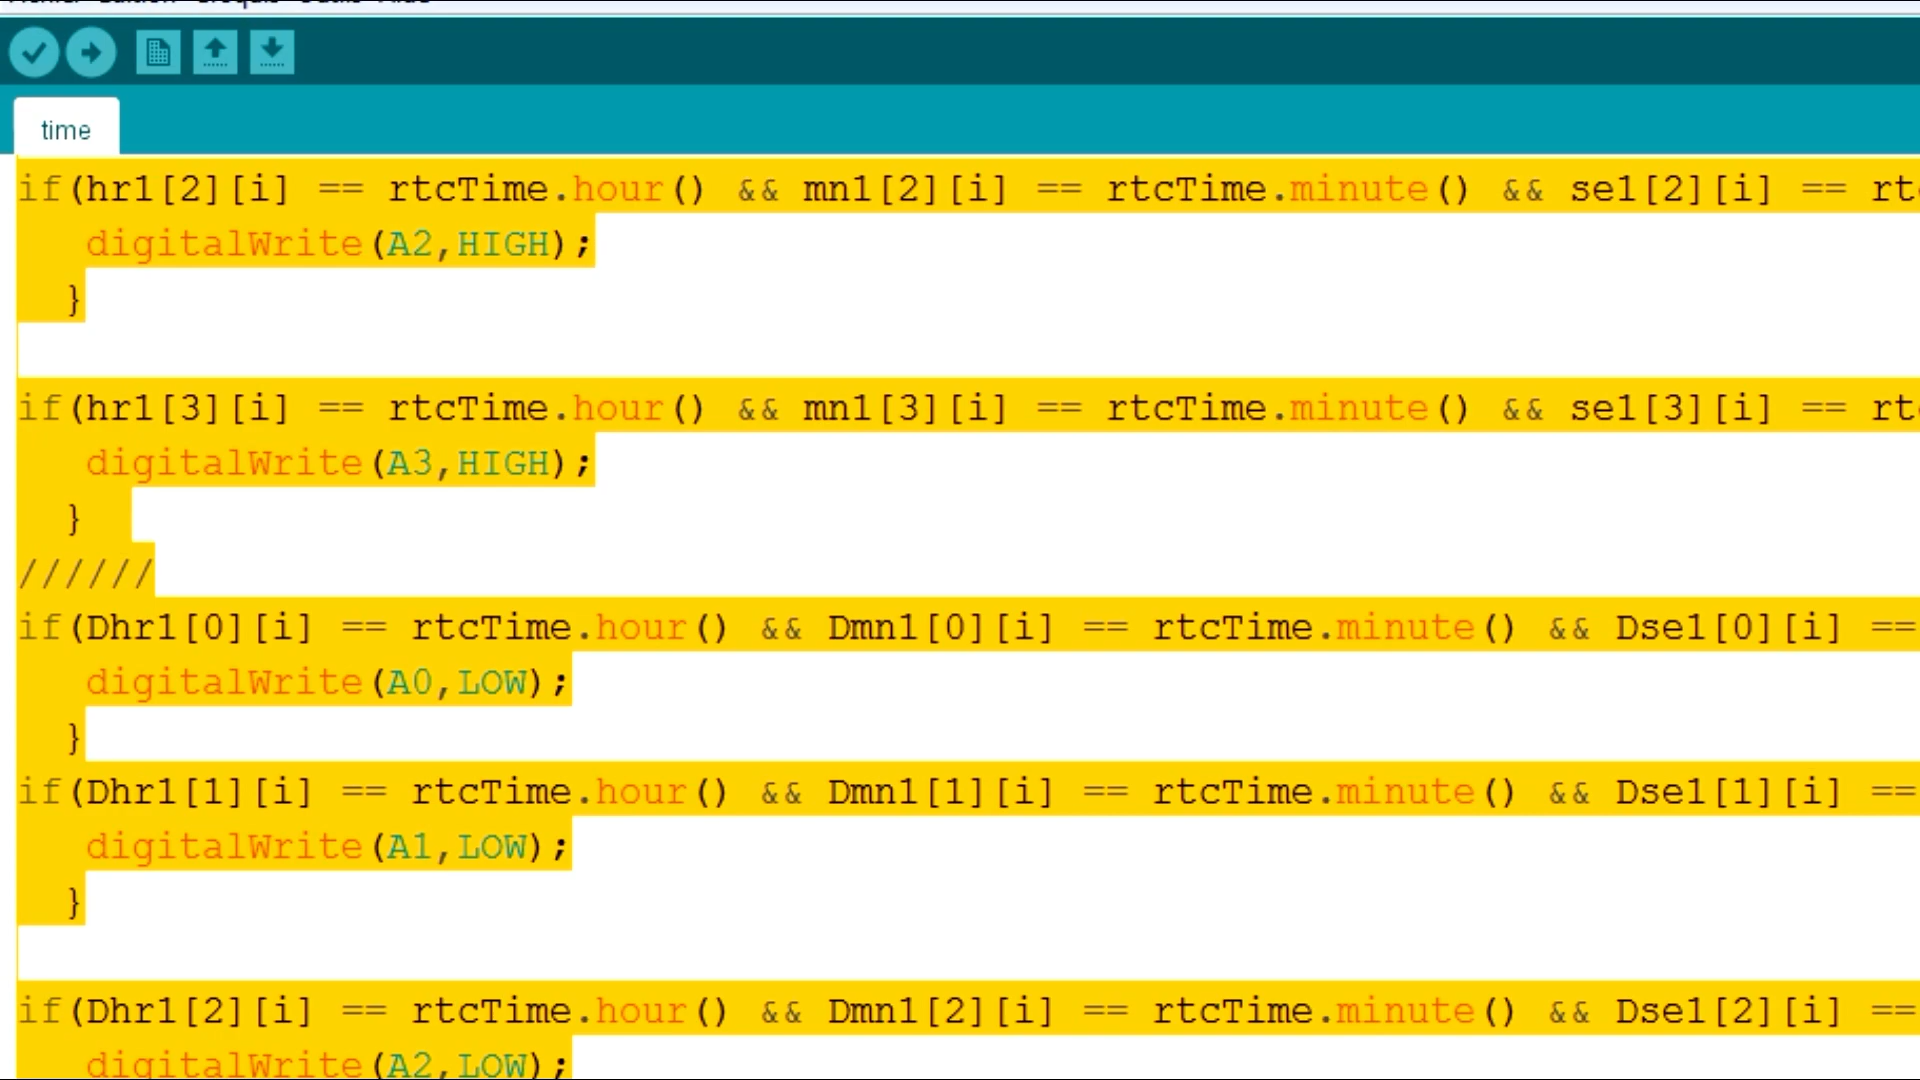 time
if(hr1[2][i] == rtcTime.hour() && mn1[2][i] == rtcTime.minute() && se1[2][i] == rt
digitalWrite(A2,HIGH);
}
if(hr1[3][i] == rtcTime.hour() && mn1[3][i] == rtcTime.minute() && se1[3][i] == rt
digitalWrite(A3,HIGH);
}
//////
if(Dhr1[0][i] == rtcTime.hour() && Dmn1[0][i] == rtcTime.minute() && Dse1[0][i] ==
digitalWrite(A0,LOW);
}
if(Dhr1[1][i] == rtcTime.hour() && Dmn1[1][i] == rtcTime.minute() && Dse1[1][i] ==
digitalWrite(A1,LOW);
}
if(Dhr1[2][i] == rtcTime.hour() && Dmn1[2][i] == rtcTime.minute() && Dse1[2][i] ==
digitalWrite(A2,LOW);